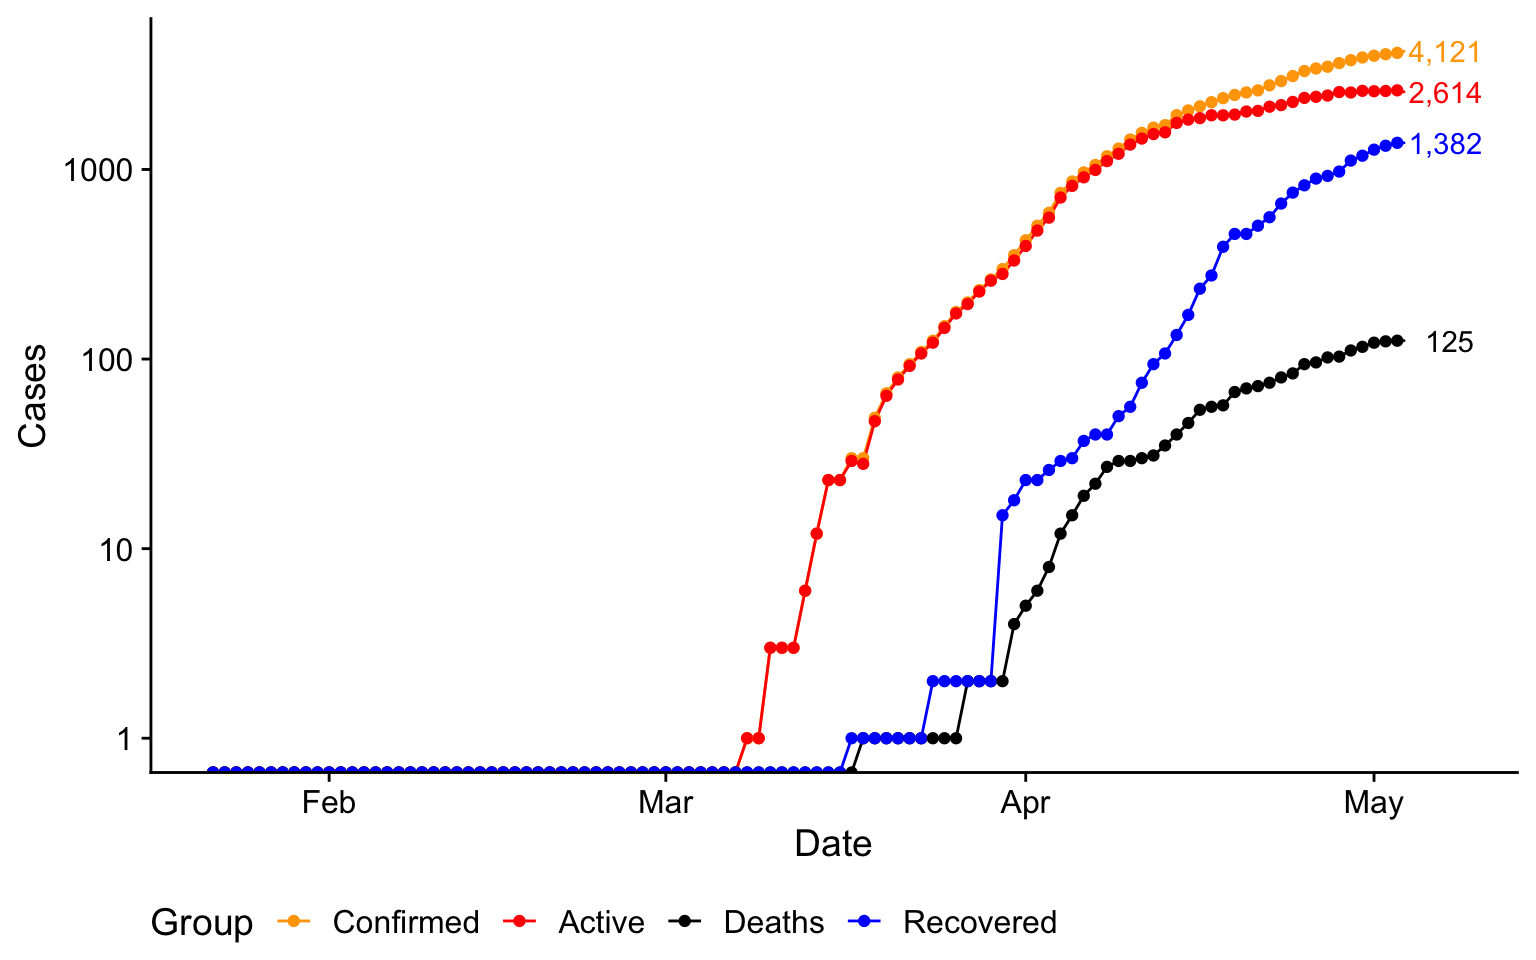 4,121
2,614
1,382
125
1000
100
10
1
Cases
Feb Mar Apr May
Date
Group Confirmed Active Deaths Recovered